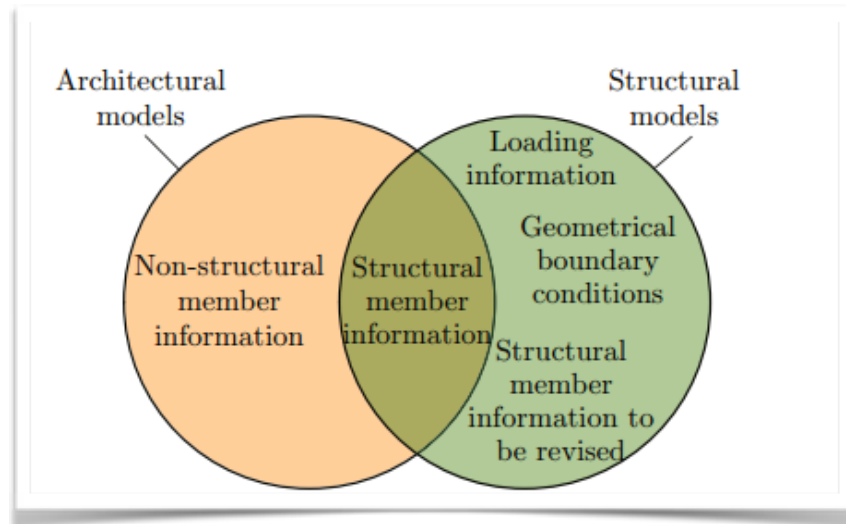 Architectural
models
Structural
models
Non-structural
member
information
Structural
member
information
Loading
information
Geometrical
boundary
conditions
Structural
member
information to
be revised